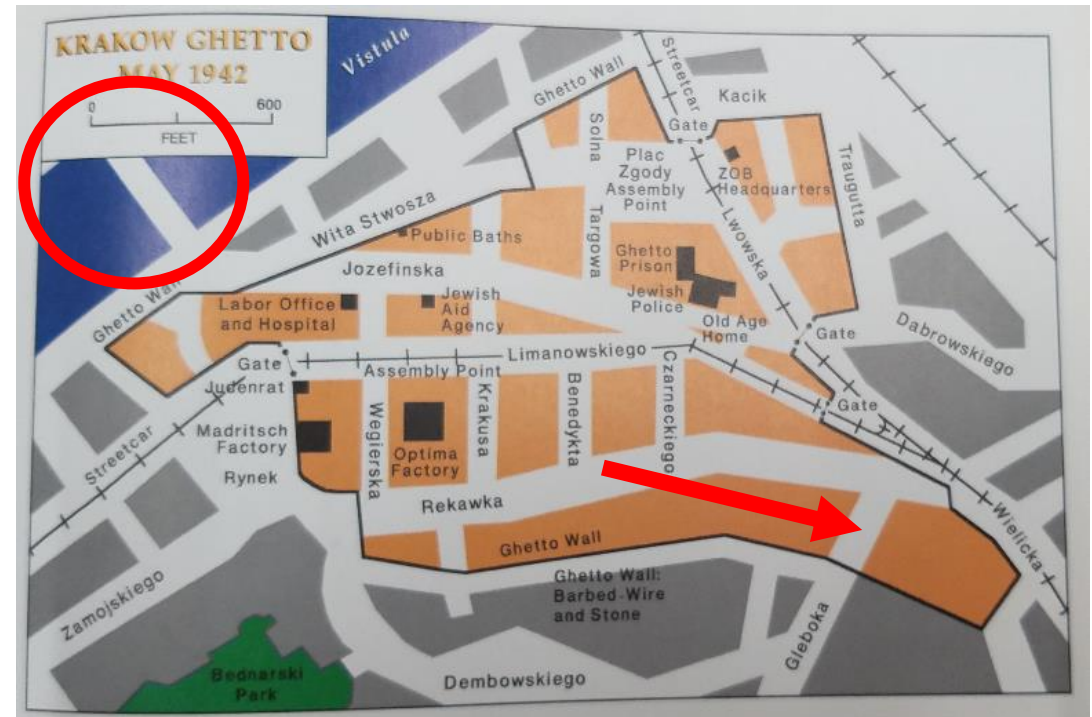 KRAKOW GHETTO
MAY 1942
0 600
FEET
Vistula
Ghetto Wall
Streetcar
Kacik
Gate
Solna
Plac
Zgody
Assembly
Point
ZOB
Headquarters
Traugutta
Wita Stwosza
Public Baths
Targowa
Lwowska
Ghetto
Prison
Jozefinska
Jewish
Police
Ghetto Wall
Labor Office
and Hospital
Jewish
Aid
Agency
Old Age
Home
Gate
Dabrowskiego
Limanowskiego
Gate
Assembly Point
Judenrat
Wegierska
Krakusa
Benedykta
Czarneckiego
Gate
Streetcar
Madritsch
Factory
Optima
Factory
Rynek
Rekawka
Wielicka
Ghetto Wall
Ghetto Wall:
Barbed-Wire
and Stone
Zamojskiego
Gleboka
Bednarski
Park
Dembowskiego